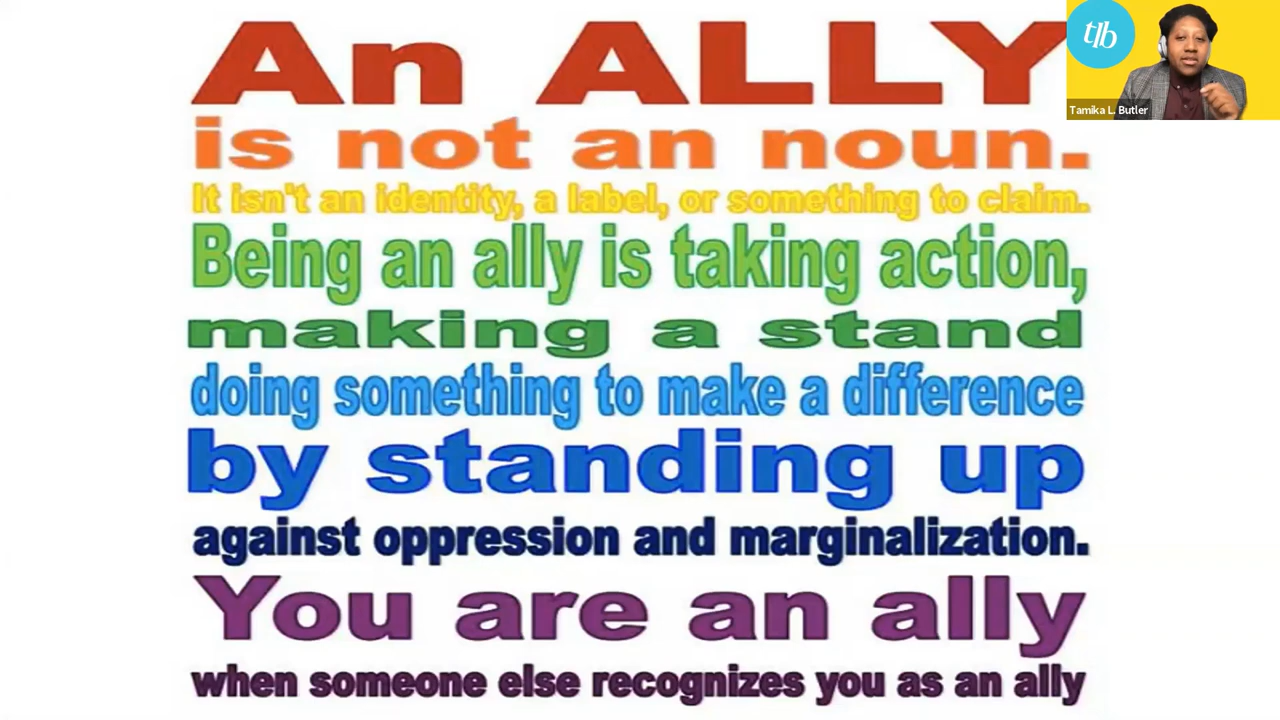 An ALLY
is not an noun.
It isn't an identity, a label, or something to claim.
Being an ally is taking action,
making a stand
doing something to make a difference
by standing up
against oppression and marginalization.
You are an ally
when someone else recognizes you as an ally
tlb
Tamika L. Butler